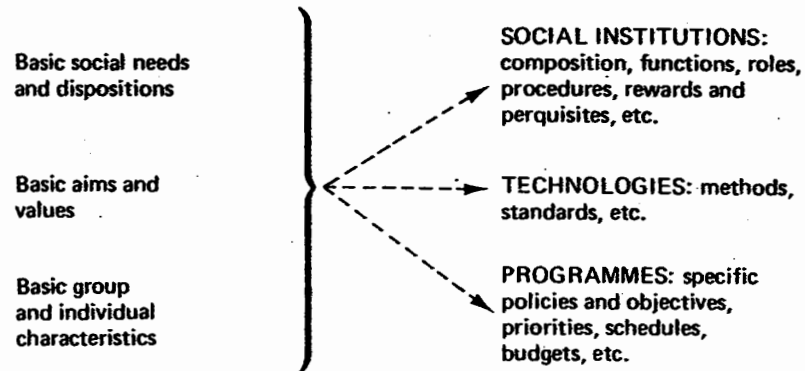 Basic social needs
and dispositions
Basic aims and
values
Basic group
and individual
characteristics
SOCIAL INSTITUTIONS:
composition, functions, roles,
procedures, rewards and
perquisites, etc.
TECHNOLOGIES: methods,
standards, etc.
PROGRAMMES: specific
policies and objectives,
priorities, schedules,
budgets, etc.